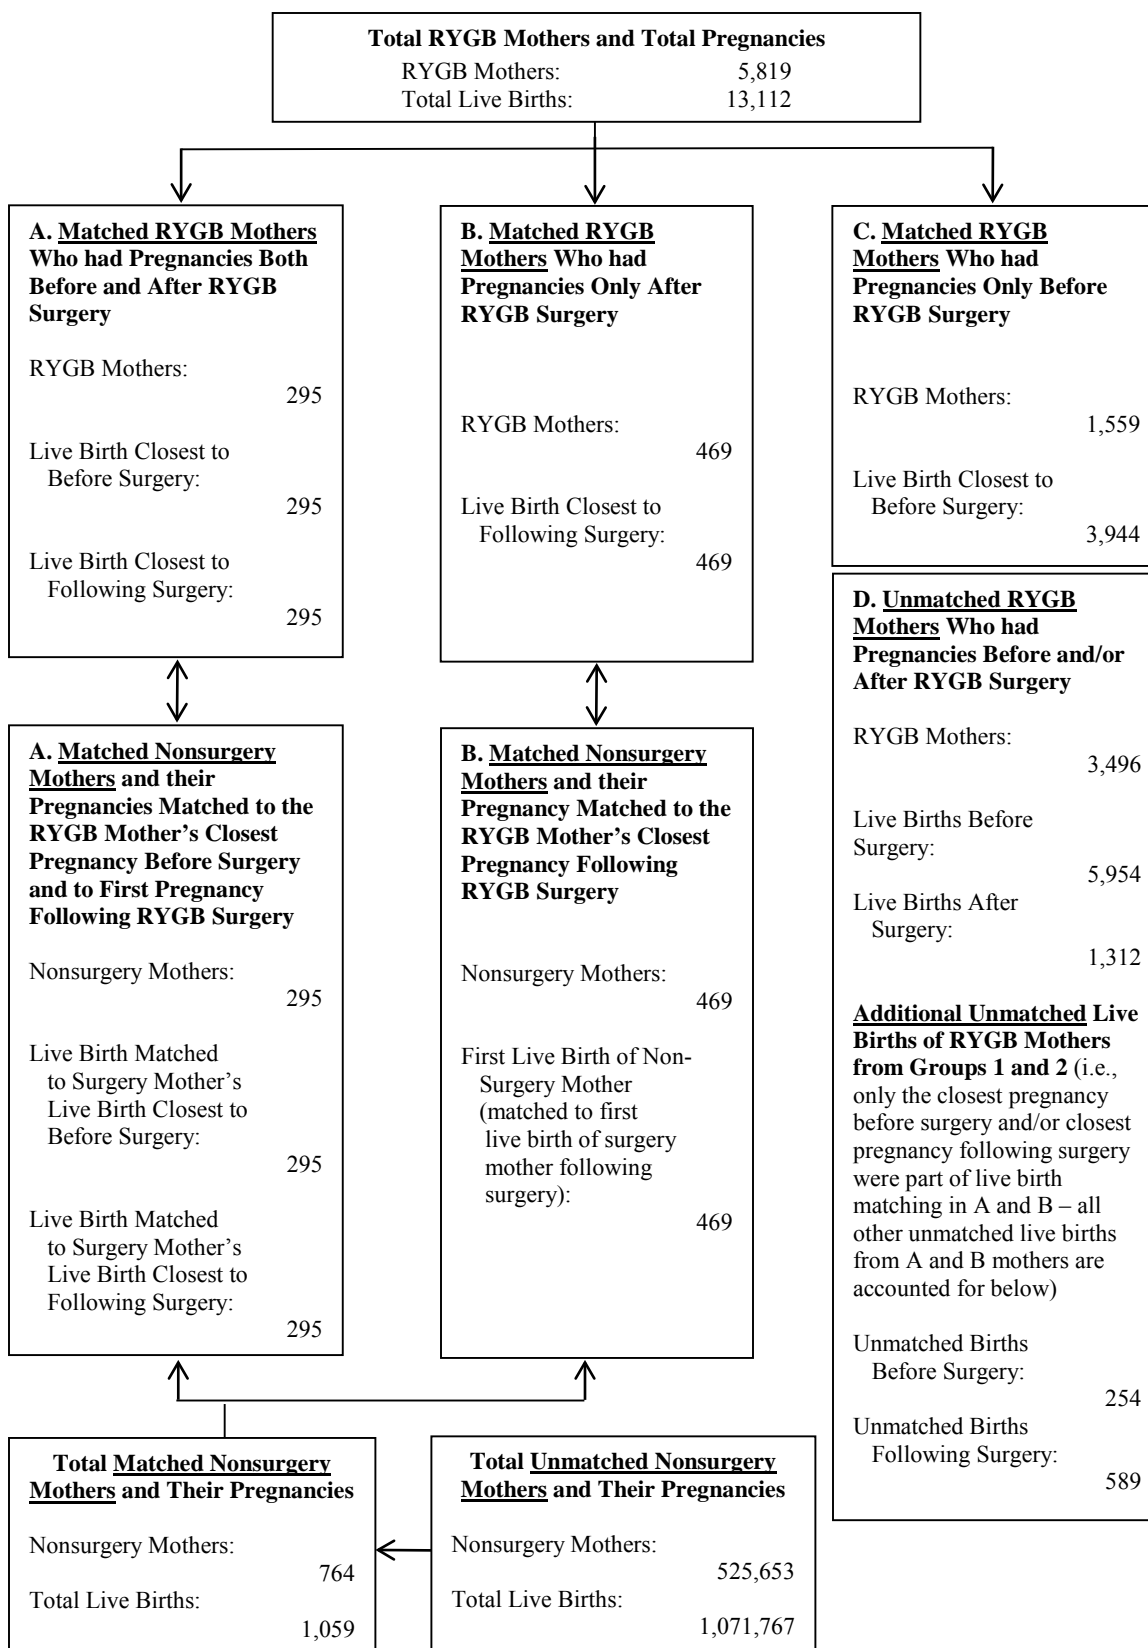 Total RYGB Mothers and Total Pregnancies
RYGB Mothers: 5,819
Total Live Births: 13,112
A. Matched RYGB Mothers
Who had Pregnancies Both
Before and After RYGB
Surgery
RYGB Mothers:
295
Live Birth Closest to
Before Surgery:
295
Live Birth Closest to
Following Surgery:
295
B. Matched RYGB
Mothers Who had
Pregnancies Only After
RYGB Surgery
RYGB Mothers:
469
Live Birth Closest to
Following Surgery:
469
C. Matched RYGB
Mothers Who had
Pregnancies Only Before
RYGB Surgery
RYGB Mothers:
1,559
Live Birth Closest to
Before Surgery:
3,944
D. Unmatched RYGB
Mothers Who had
Pregnancies Before and/or
After RYGB Surgery
RYGB Mothers:
3,496
Live Births Before
Surgery:
5,954
Live Births After
Surgery:
1,312
Additional Unmatched Live
Births of RYGB Mothers
from Groups 1 and 2 (i.e.,
only the closest pregnancy
before surgery and/or closest
pregnancy following surgery
were part of live birth
matching in A and B – all
other unmatched live births
from A and B mothers are
accounted for below)
Unmatched Births
Before Surgery:
254
Unmatched Births
Following Surgery:
589
A. Matched Nonsurgery
Mothers and their
Pregnancies Matched to the
RYGB Mother’s Closest
Pregnancy Before Surgery
and to First Pregnancy
Following RYGB Surgery
Nonsurgery Mothers:
295
Live Birth Matched
to Surgery Mother’s
Live Birth Closest to
Before Surgery:
295
Live Birth Matched
to Surgery Mother’s
Live Birth Closest to
Following Surgery:
295
B. Matched Nonsurgery
Mothers and their
Pregnancy Matched to the
RYGB Mother’s Closest
Pregnancy Following
RYGB Surgery
Nonsurgery Mothers:
469
First Live Birth of Non-
Surgery Mother
(matched to first
live birth of surgery
mother following
surgery):
469
Total Matched Nonsurgery
Mothers and Their Pregnancies
Nonsurgery Mothers:
764
Total Live Births:
1,059
Total Unmatched Nonsurgery
Mothers and Their Pregnancies
Nonsurgery Mothers:
525,653
Total Live Births:
1,071,767